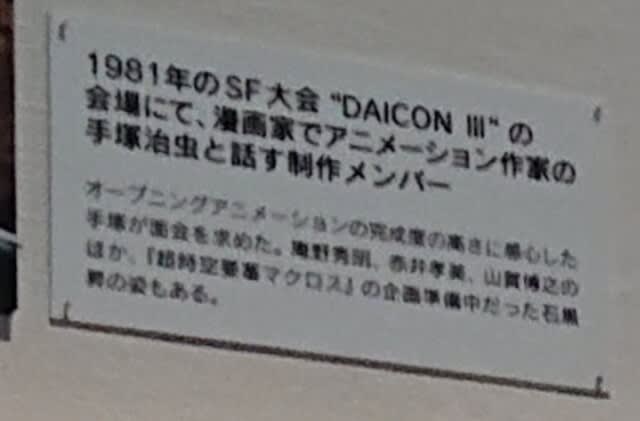 1981年のSF大会“DAICON III“の
会場にて、漫画家でアニメーション作家の
手塚治虫と話す制作メンバー
オープニングアニメーションの完成度の高さに感心した
手塚が面会を求めた。庵野秀明、赤井孝美、山賀博之の
ほか、『超時空要塞マクロス』の企画準備中だった石黒
昇の姿もある。